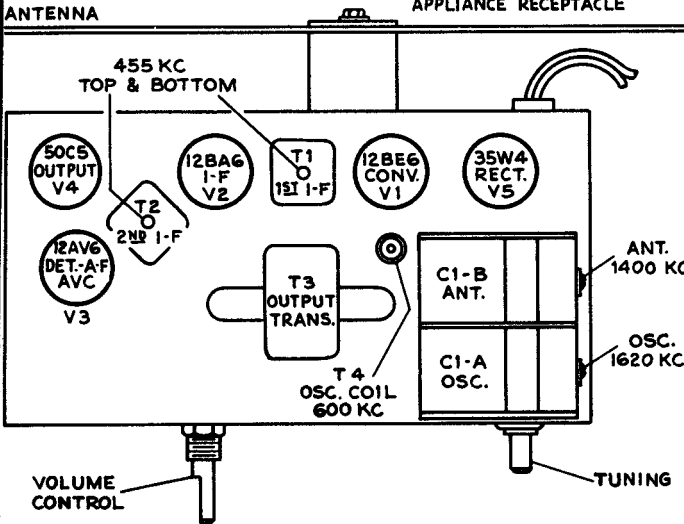 ANTENNA
APPLIANCE RECEPTACLE
455 KC
TOP & BOTTOM
50C5
OUTPUT
V4
12BA6
I-F
V2
T1
1ST I-F
12BE6
CONV.
V1
35W4
RECT.
V5
T2
2ND I-F
12AV6
DET.-A-F
AVC
V3
T3
OUTPUT
TRANS.
C1-B
ANT.
ANT.
1400 KC
C1-A
OSC.
OSC.
1620 KC
T4
OSC. COIL
600 KC
VOLUME
CONTROL
TUNING